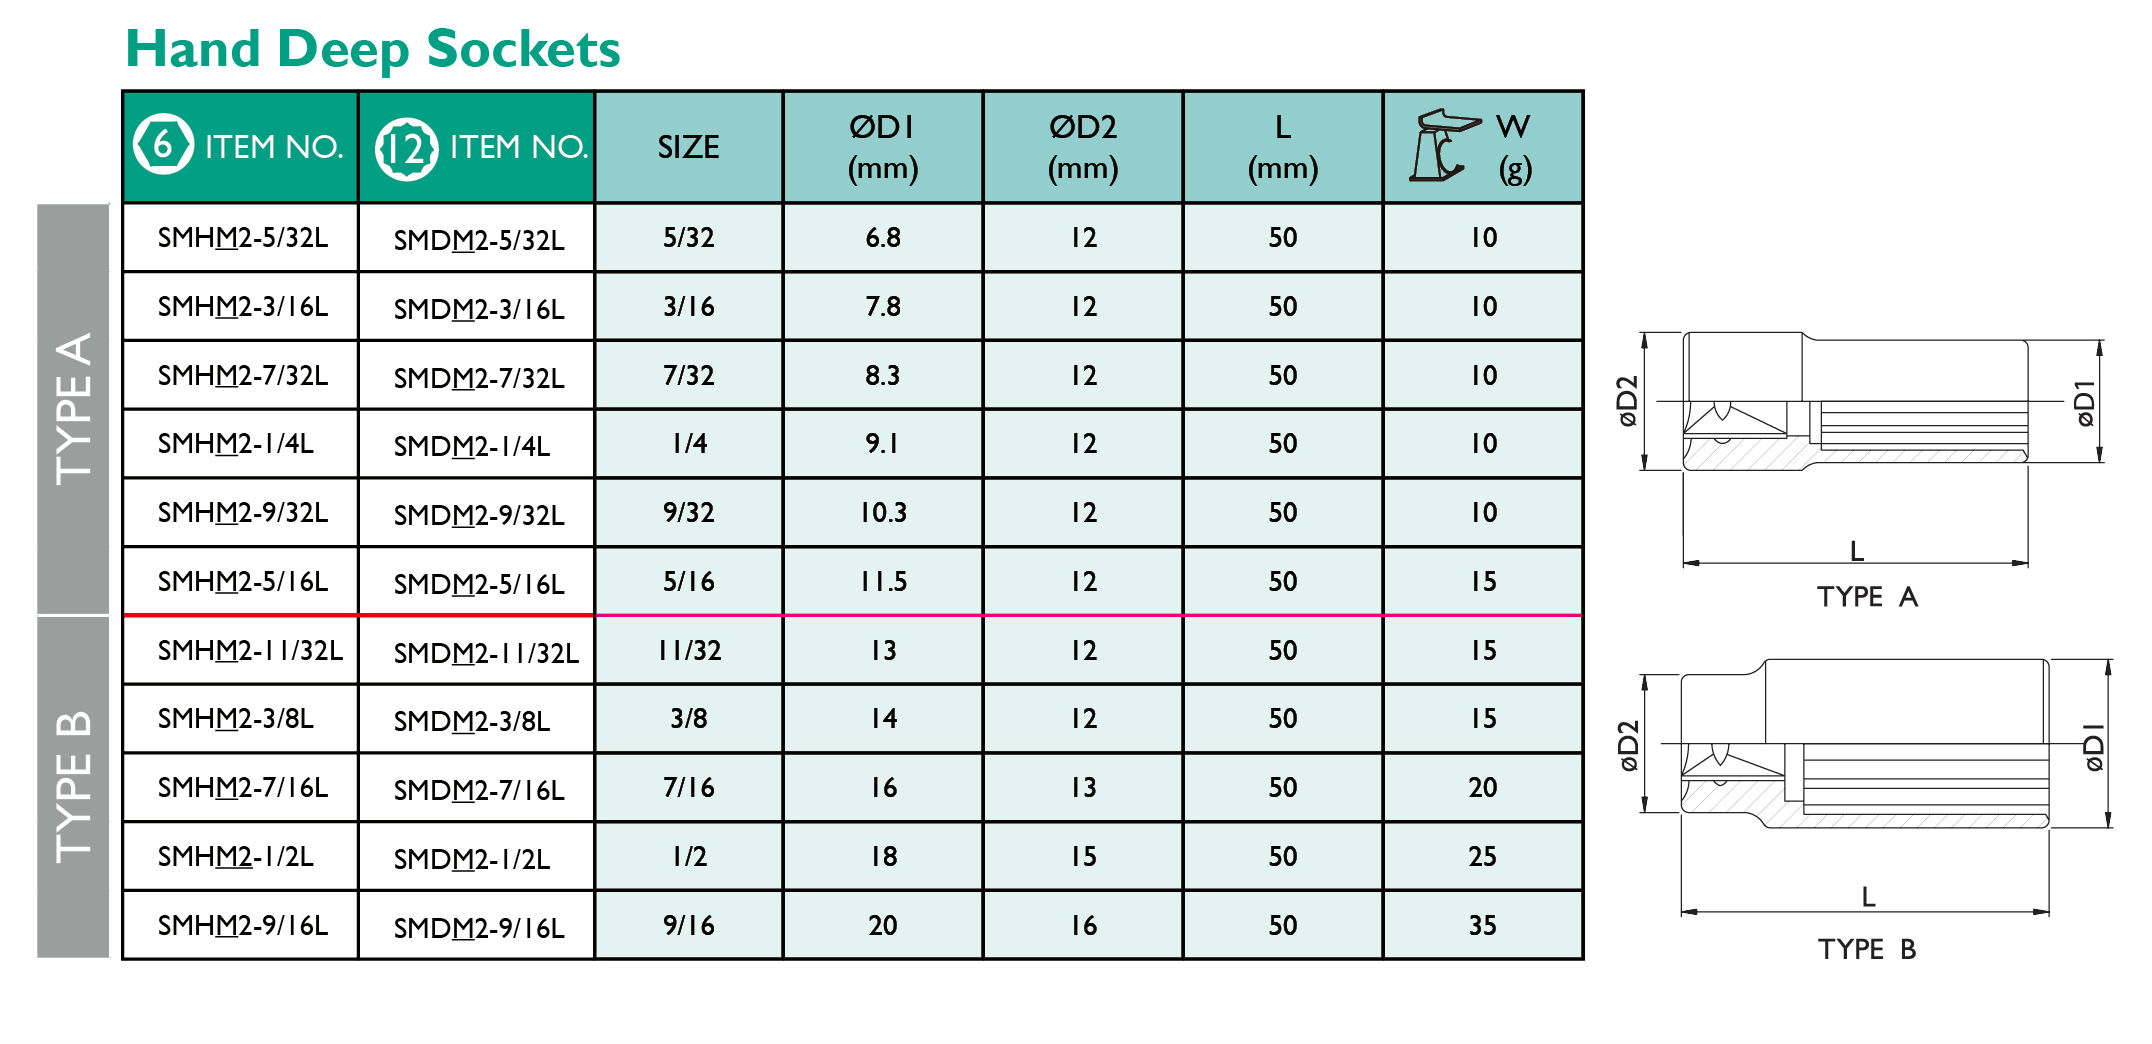 Hand Deep Sockets
6 ITEM NO. 12 ITEM NO. SIZE ØD1 (mm) ØD2 (mm) L (mm) W (g)
TYPE A
SMHM2-5/32L SMDM2-5/32L 5/32 6.8 12 50 10
SMHM2-3/16L SMDM2-3/16L 3/16 7.8 12 50 10
SMHM2-7/32L SMDM2-7/32L 7/32 8.3 12 50 10
SMHM2-1/4L SMDM2-1/4L 1/4 9.1 12 50 10
SMHM2-9/32L SMDM2-9/32L 9/32 10.3 12 50 10
SMHM2-5/16L SMDM2-5/16L 5/16 11.5 12 50 15
TYPE B
SMHM2-11/32L SMDM2-11/32L 11/32 13 12 50 15
SMHM2-3/8L SMDM2-3/8L 3/8 14 12 50 15
SMHM2-7/16L SMDM2-7/16L 7/16 16 13 50 20
SMHM2-1/2L SMDM2-1/2L 1/2 18 15 50 25
SMHM2-9/16L SMDM2-9/16L 9/16 20 16 50 35
øD2
øD1
L
TYPE A
øD2
øD1
L
TYPE B